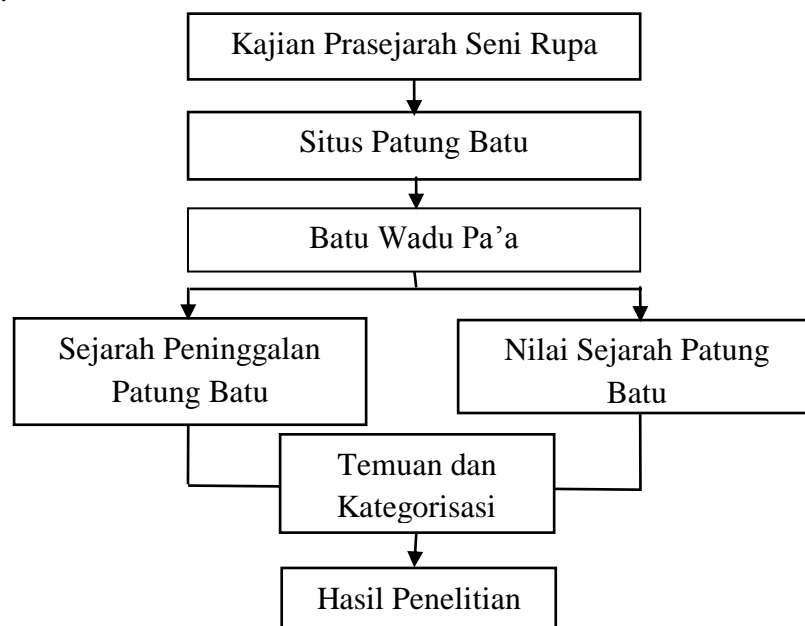 Kajian Prasejarah Seni Rupa
Situs Patung Batu
Batu Wadu Pa’a
Sejarah Peninggalan
Patung Batu
Nilai Sejarah Patung
Batu
Temuan dan
Kategorisasi
Hasil Penelitian